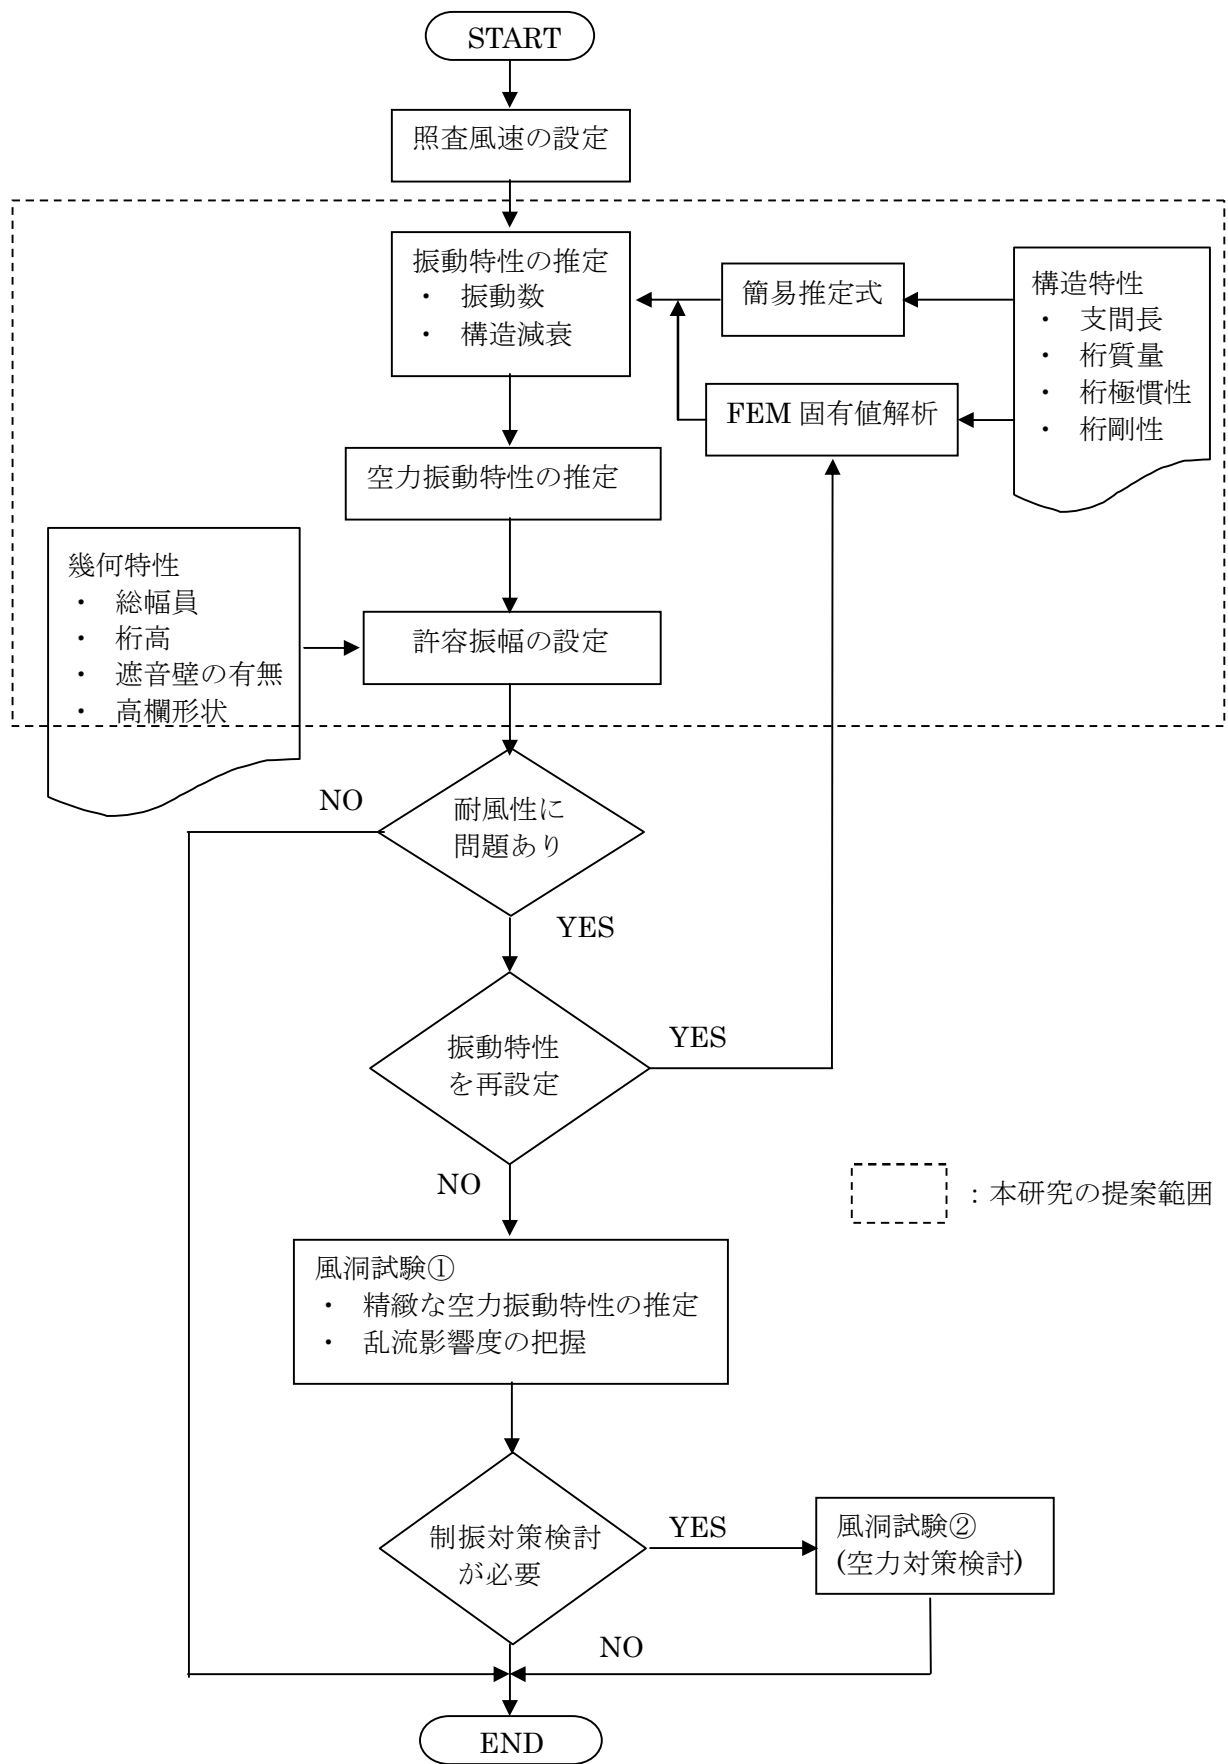 START
照査風速の設定
振動特性の推定
・ 振動数
・ 構造減衰
簡易推定式
構造特性
・ 支間長
・ 桁質量
・ 桁極慣性
・ 桁剛性
FEM 固有値解析
空力振動特性の推定
幾何特性
・ 総幅員
・ 桁高
・ 遮音壁の有無
・ 高欄形状
許容振幅の設定
NO
耐風性に
問題あり
YES
振動特性
を再設定
YES
NO
：本研究の提案範囲
風洞試験①
・ 精緻な空力振動特性の推定
・ 乱流影響度の把握
制振対策検討
が必要
YES
風洞試験②
(空力対策検討)
NO
END